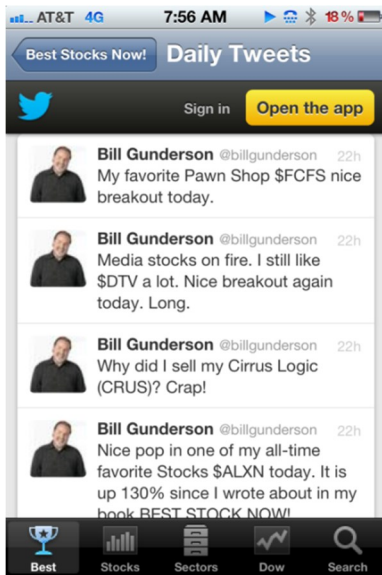 AT&T 4G 7:56 AM 18%
Best Stocks Now! Daily Tweets
Sign in Open the app
Bill Gunderson @billgunderson 22h
My favorite Pawn Shop $FCFS nice
breakout today.
Bill Gunderson @billgunderson 22h
Media stocks on fire. I still like
$DTV a lot. Nice breakout again
today. Long.
Bill Gunderson @billgunderson 22h
Why did I sell my Cirrus Logic
(CRUS)? Crap!
Bill Gunderson @billgunderson 22h
Nice pop in one of my all-time
favorite Stocks $ALXN today. It is
up 130% since I wrote about in my
book BEST STOCK NOW!
Best Stocks Sectors Dow Search